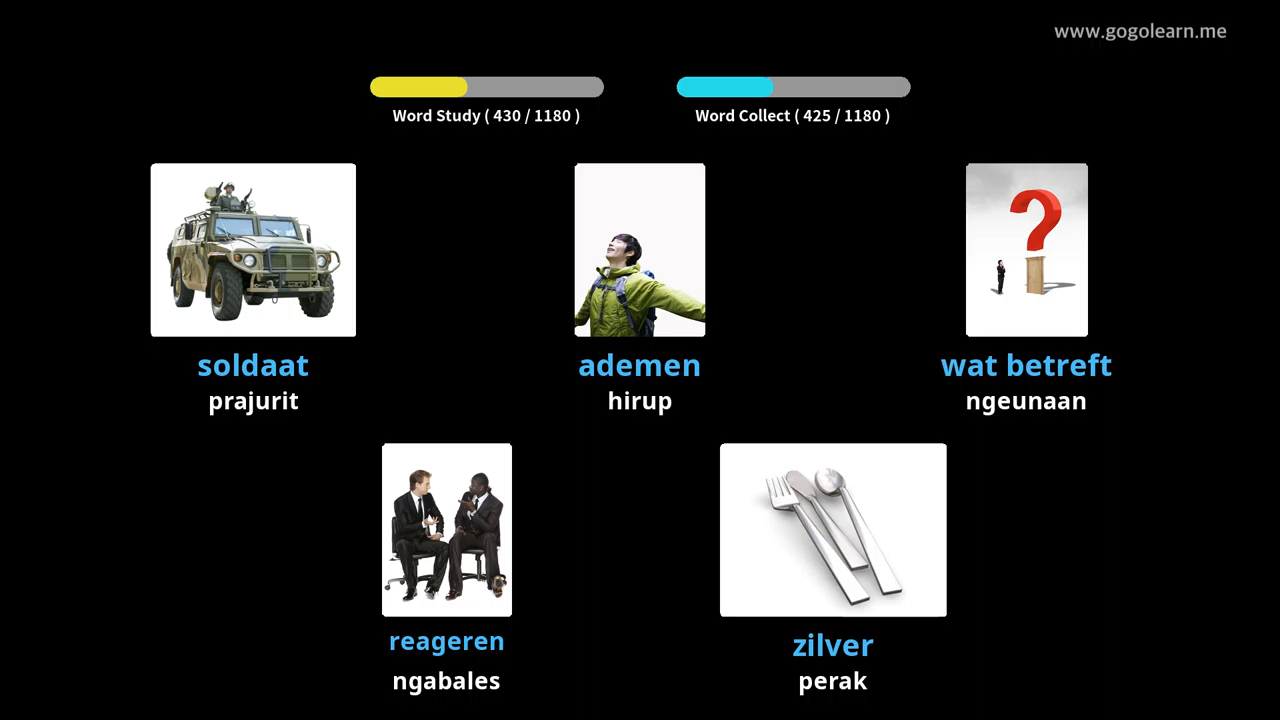 www.gogolearn.me
Word Study ( 430 / 1180 )
Word Collect ( 425 / 1180 )
soldaat
prajurit
ademen
hirup
wat betreft
ngeunaan
reageren
ngabales
zilver
perak